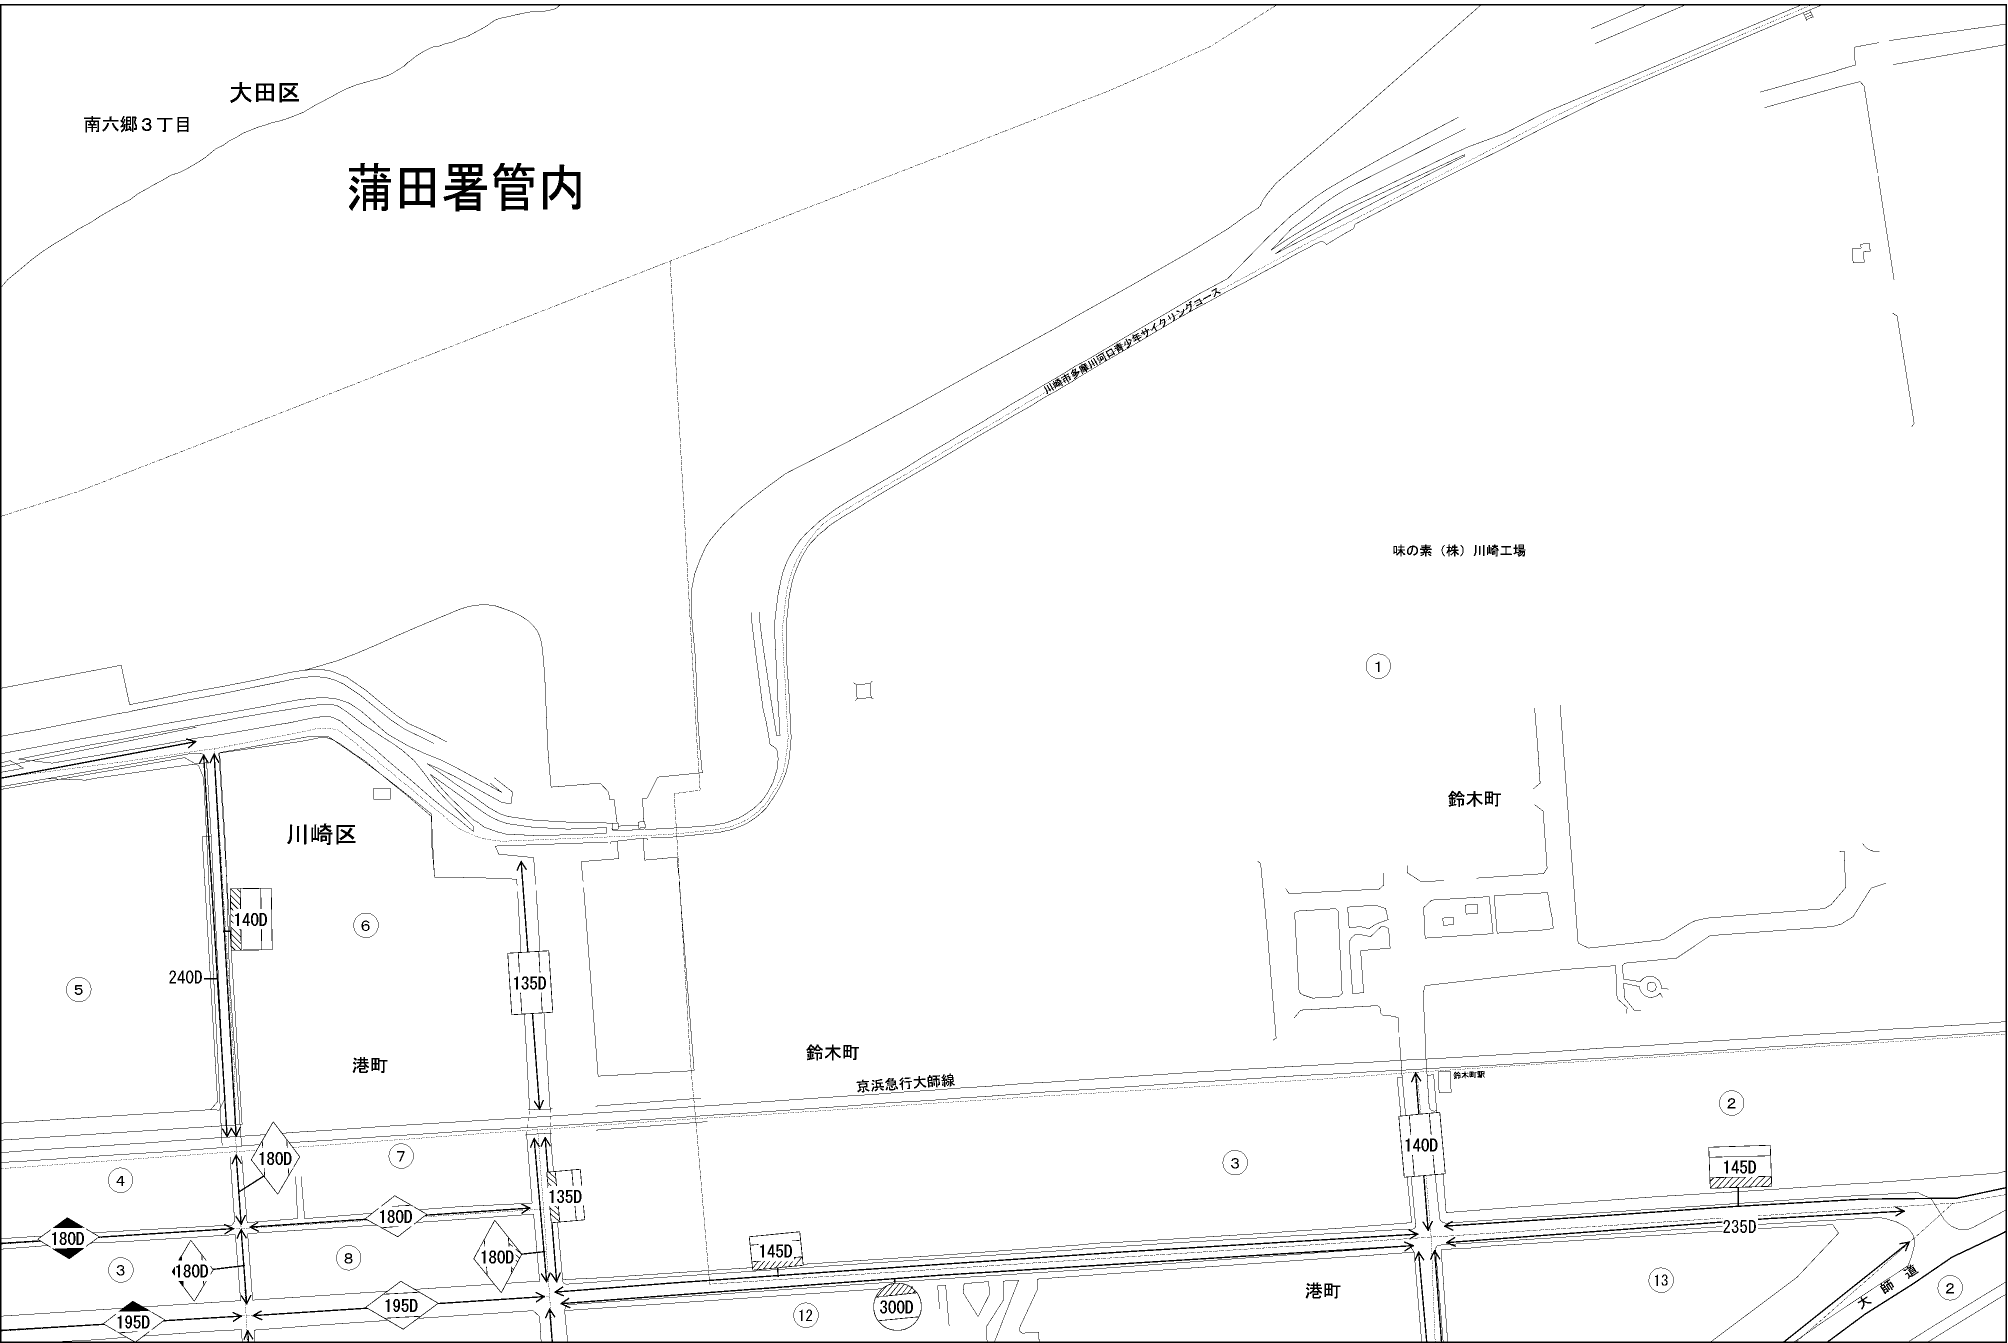 大田区
南六郷３丁目
蒲田署管内
川崎市多摩川河口青少年サイクリングコース
味の素（株）川崎工場
1
鈴木町
川崎区
140D
6
240D
5
135D
港町
鈴木町
京浜急行大師線
鈴木町駅
2
140D
180D
7
3
145D
4
135D
180D
180D
235D
180D
8
180D
3
145D
13
大師道
2
港町
195D
195D
300D
12